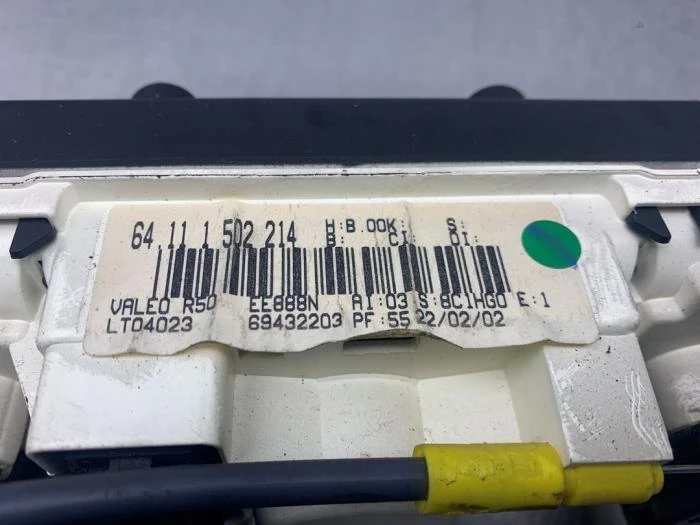 64.11 1 502 214 H:B.00K: S:
B: CI: DI:
VALEO R50 EE888N AI:03 S:8C1HG0 E:1
LT04023 69432203 PF:55 22/02/02